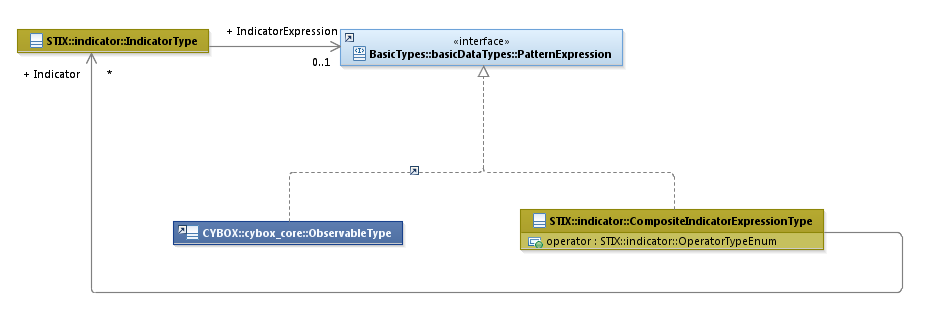 + IndicatorExpression
«interface»
STIX::indicator::IndicatorType
BasicTypes::basicDataTypes::PatternExpression
0..1
+ Indicator
*
STIX::indicator::CompositeIndicatorExpressionType
CYBOX::cybox_core::ObservableType
operator : STIX::indicator::OperatorTypeEnum